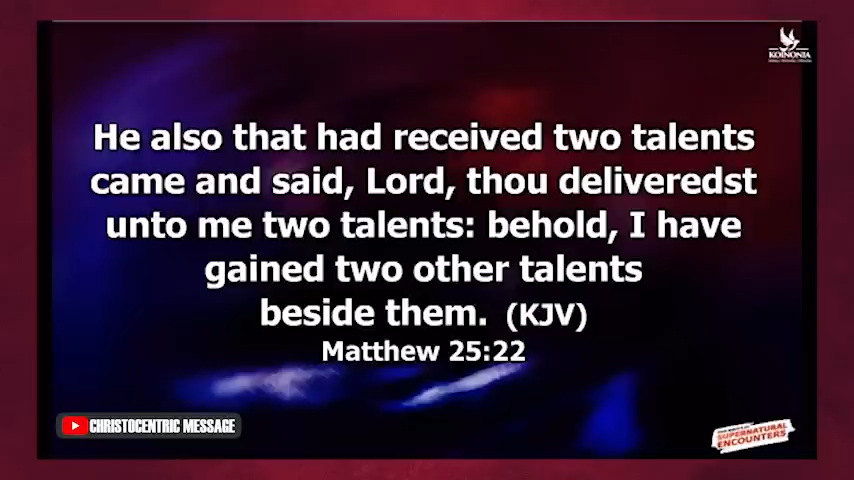 KOINONIA
He also that had received two talents
came and said, Lord, thou deliveredst
unto me two talents: behold, I have
gained two other talents
beside them. (KJV)
Matthew 25:22
CHRISTOCENTRIC MESSAGE
SUPERNATURAL
ENCOUNTERS